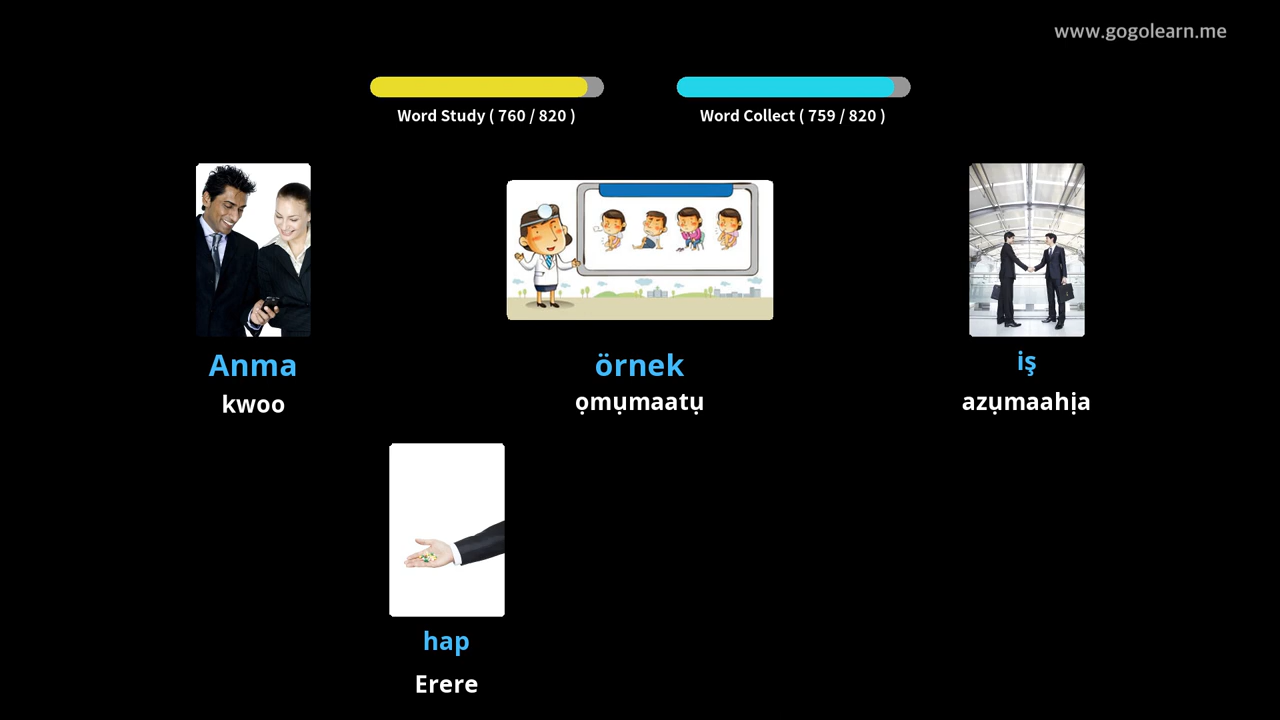 www.gogolearn.me
Word Study ( 760 / 820 )
Word Collect ( 759 / 820 )
Anma
kwoo
örnek
ọmụmaatụ
iş
azụmaahịa
hap
Erere